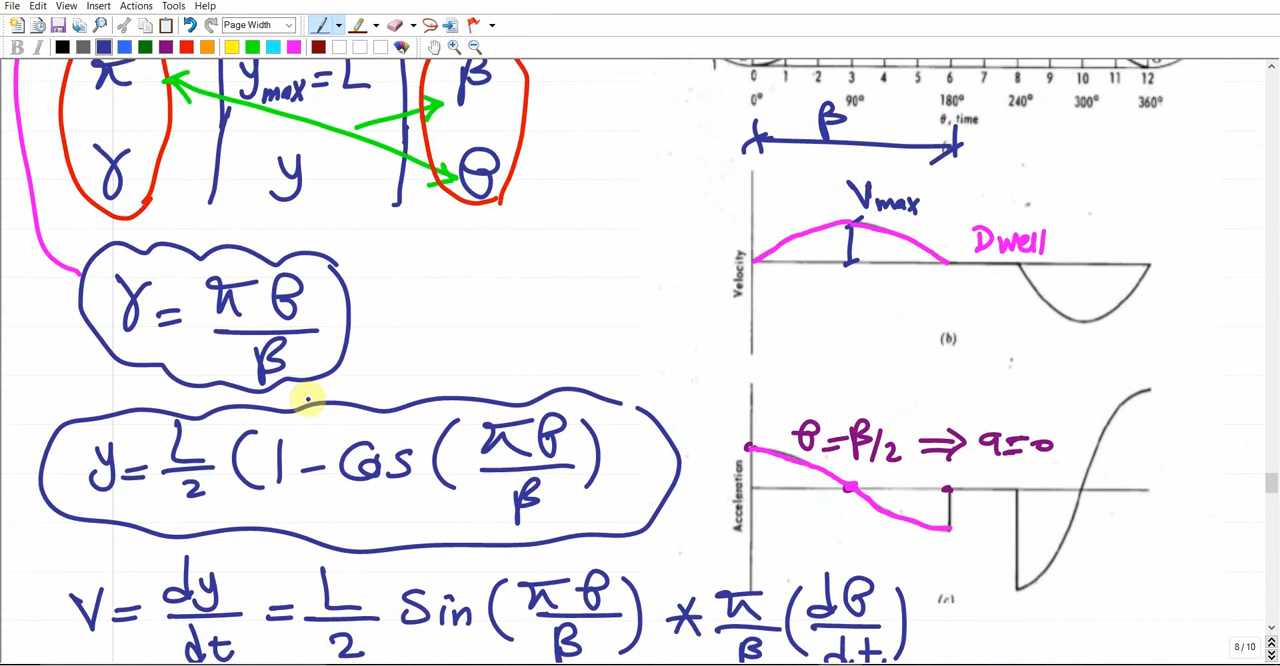 File Edit View Insert Actions Tools Help
Page Width
B I
π | y max = L | β
γ | y | θ
γ = πθ / β
y = L/2 (1 - Cos (πθ / β)
V = dy/dt = L/2 Sin (πθ / β) * π/β (dθ/dt)
1
0 1 2 3 4 5 6 7 8 9 10 11 12
0° 90° 180° 240° 300° 360°
θ, time
β
Velocity
Vmax
Dwell
(b)
Acceleration
θ = β/2 ⇒ a = 0
(c)
8 / 10